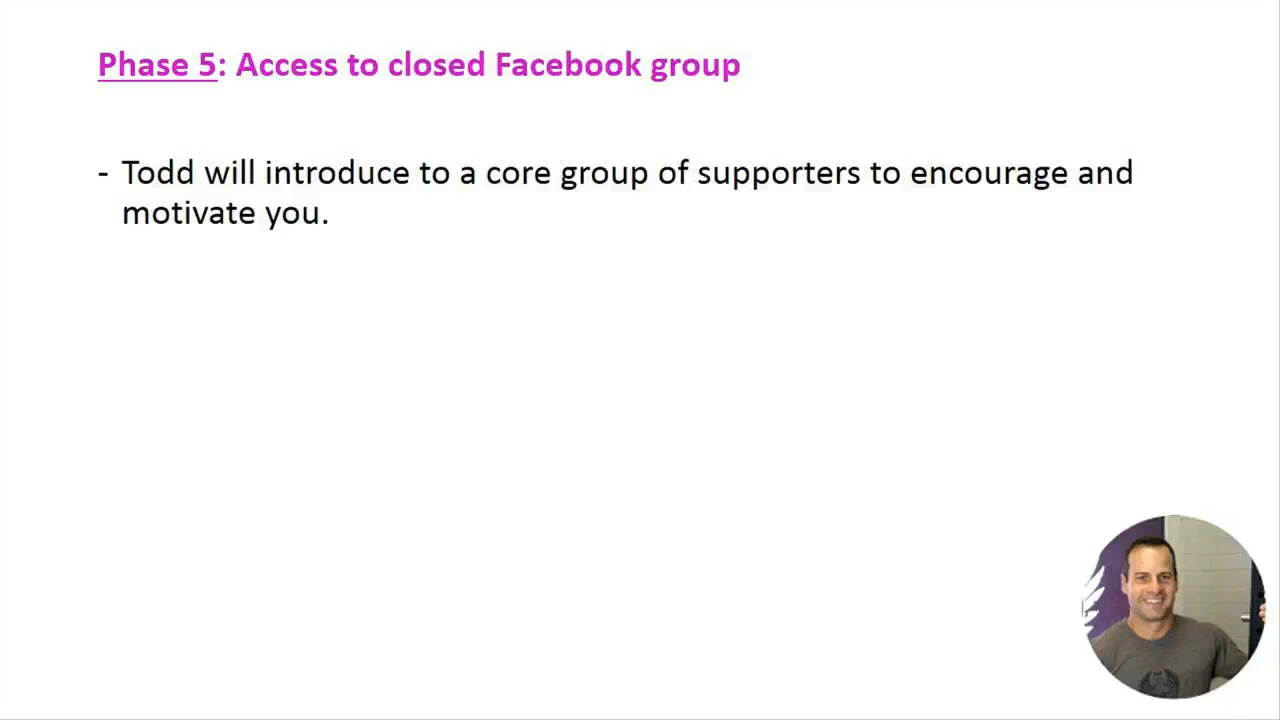 Phase 5: Access to closed Facebook group
- Todd will introduce to a core group of supporters to encourage and
motivate you.